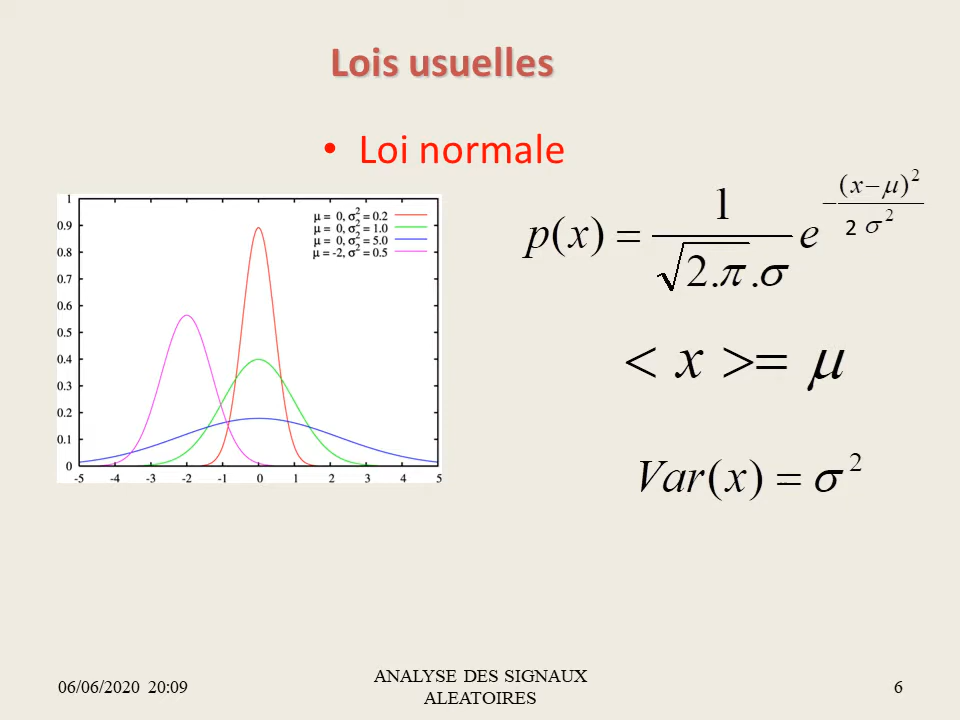 Lois usuelles
• Loi normale
p(x) = 1 / √2.π.σ e −(x−μ)² / 2 σ²
< x >= μ
Var(x) = σ²
μ = 0, σ² = 0.2
μ = 0, σ² = 1.0
μ = 0, σ² = 5.0
μ = -2, σ² = 0.5
1
0.9
0.8
0.7
0.6
0.5
0.4
0.3
0.2
0.1
0
-5 -4 -3 -2 -1 0 1 2 3 4 5
06/06/2020 20:09
ANALYSE DES SIGNAUX
ALEATOIRES
6